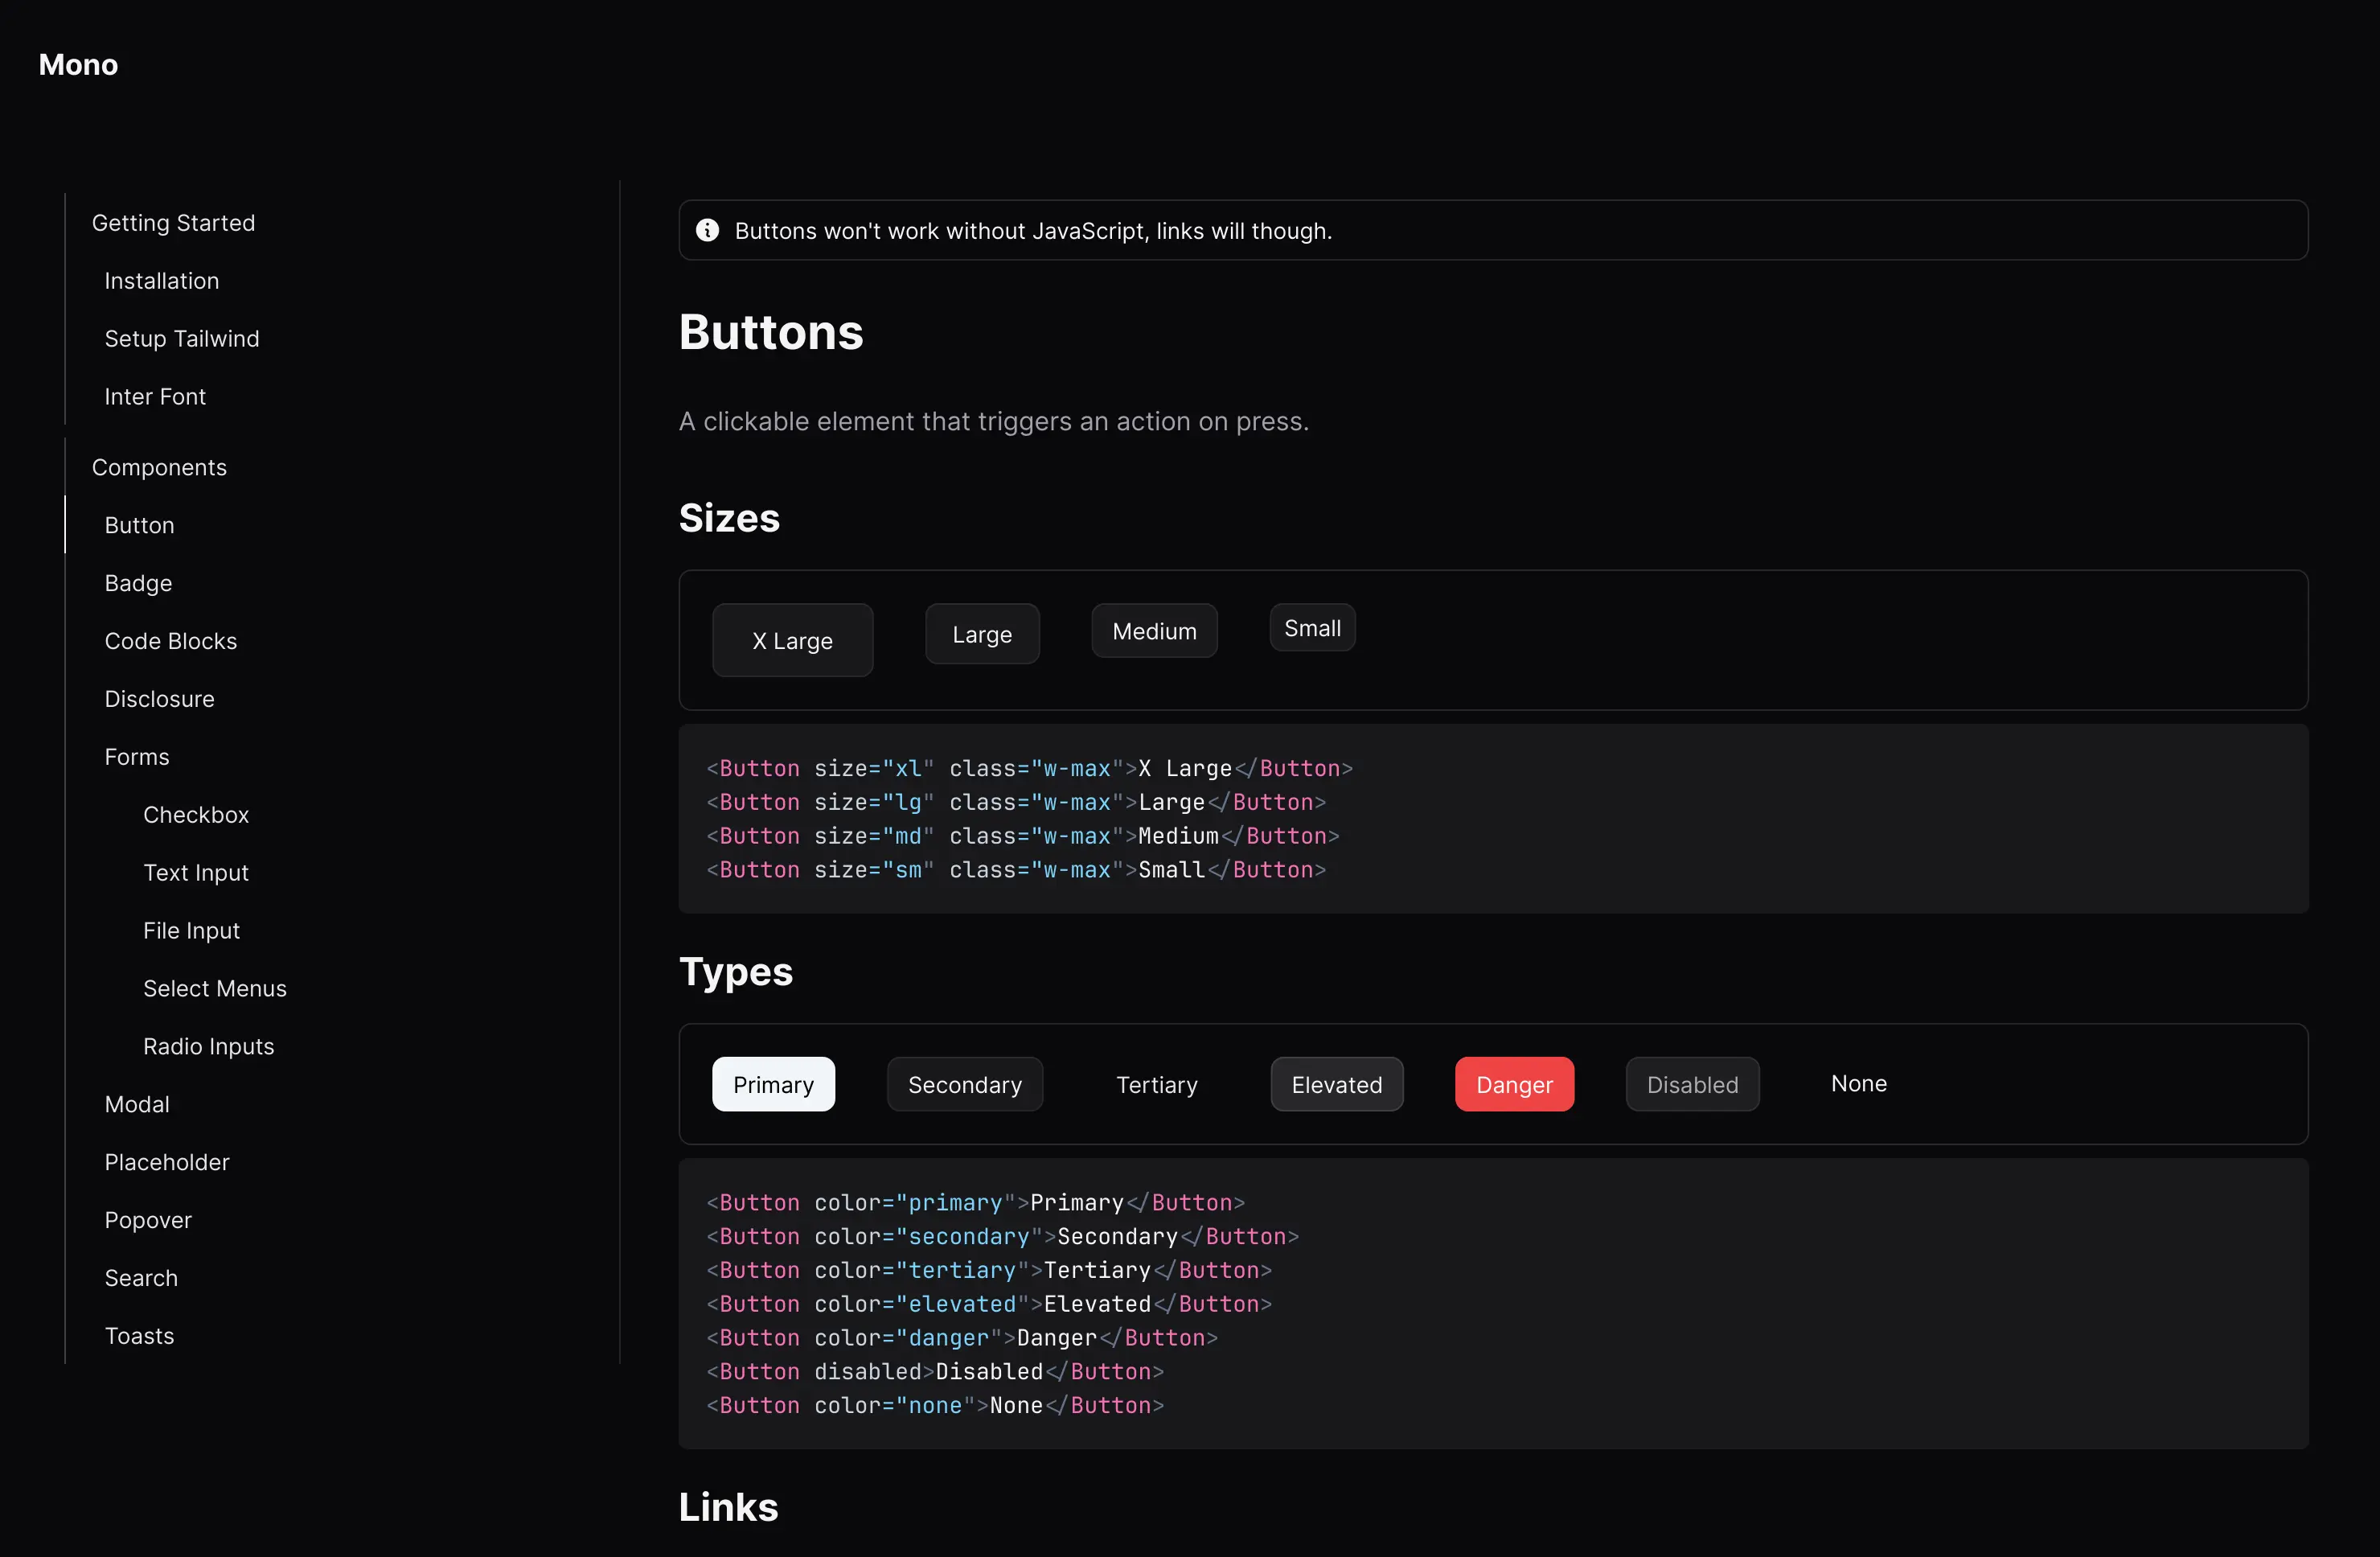 Mono
Getting Started
Installation
Setup Tailwind
Inter Font
Components
Button
Badge
Code Blocks
Disclosure
Forms
Checkbox
Text Input
File Input
Select Menus
Radio Inputs
Modal
Placeholder
Popover
Search
Toasts
Buttons won't work without JavaScript, links will though.
Buttons
A clickable element that triggers an action on press.
Sizes
X Large Large Medium Small
<Button size="xl" class="w-max">X Large</Button>
<Button size="lg" class="w-max">Large</Button>
<Button size="md" class="w-max">Medium</Button>
<Button size="sm" class="w-max">Small</Button>
Types
Primary Secondary Tertiary Elevated Danger Disabled None
<Button color="primary">Primary</Button>
<Button color="secondary">Secondary</Button>
<Button color="tertiary">Tertiary</Button>
<Button color="elevated">Elevated</Button>
<Button color="danger">Danger</Button>
<Button disabled>Disabled</Button>
<Button color="none">None</Button>
Links